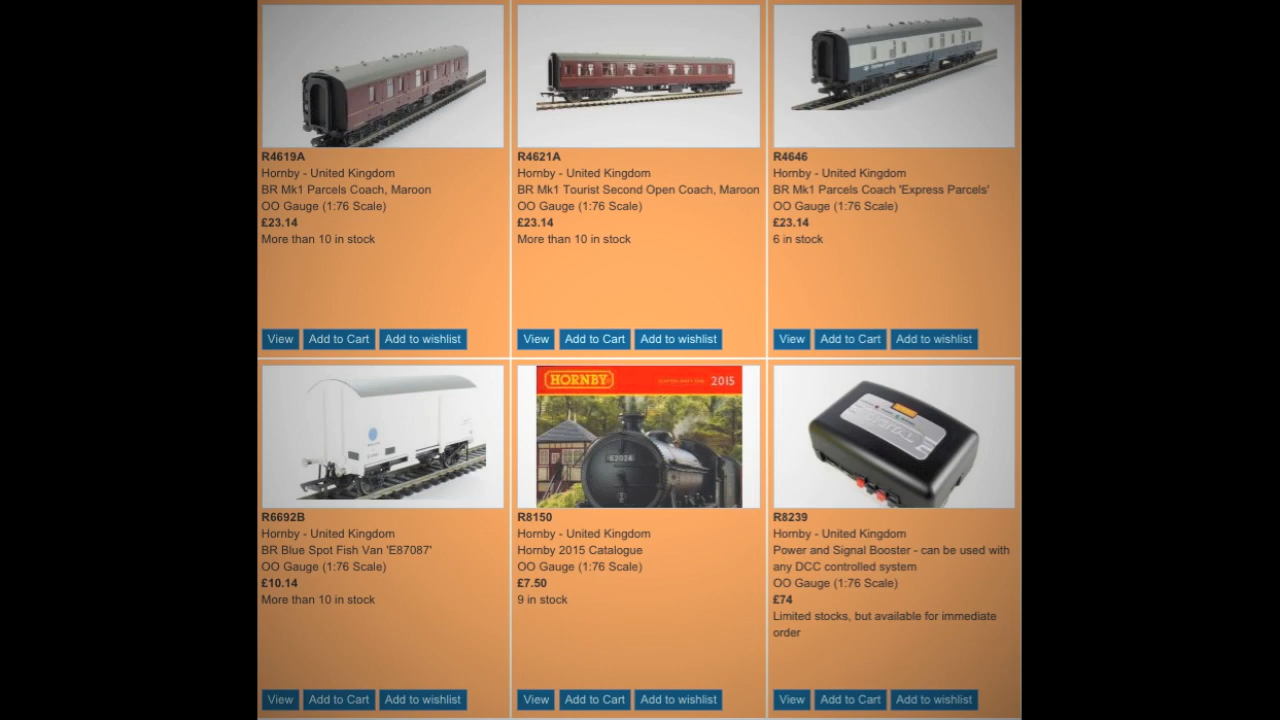 R4619A
Hornby - United Kingdom
BR Mk1 Parcels Coach, Maroon
OO Gauge (1:76 Scale)
£23.14
More than 10 in stock
View
Add to Cart
Add to wishlist
R4621A
Hornby - United Kingdom
BR Mk1 Tourist Second Open Coach, Maroon
OO Gauge (1:76 Scale)
£23.14
More than 10 in stock
View
Add to Cart
Add to wishlist
R4646
Hornby - United Kingdom
BR Mk1 Parcels Coach 'Express Parcels'
OO Gauge (1:76 Scale)
£23.14
6 in stock
View
Add to Cart
Add to wishlist
R6692B
Hornby - United Kingdom
BR Blue Spot Fish Van 'E87087'
OO Gauge (1:76 Scale)
£10.14
More than 10 in stock
View
Add to Cart
Add to wishlist
HORNBY
2015
62024
R8150
Hornby - United Kingdom
Hornby 2015 Catalogue
OO Gauge (1:76 Scale)
£7.50
9 in stock
View
Add to Cart
Add to wishlist
R8239
Hornby - United Kingdom
Power and Signal Booster - can be used with
any DCC controlled system
OO Gauge (1:76 Scale)
£74
Limited stocks, but available for immediate
order
View
Add to Cart
Add to wishlist